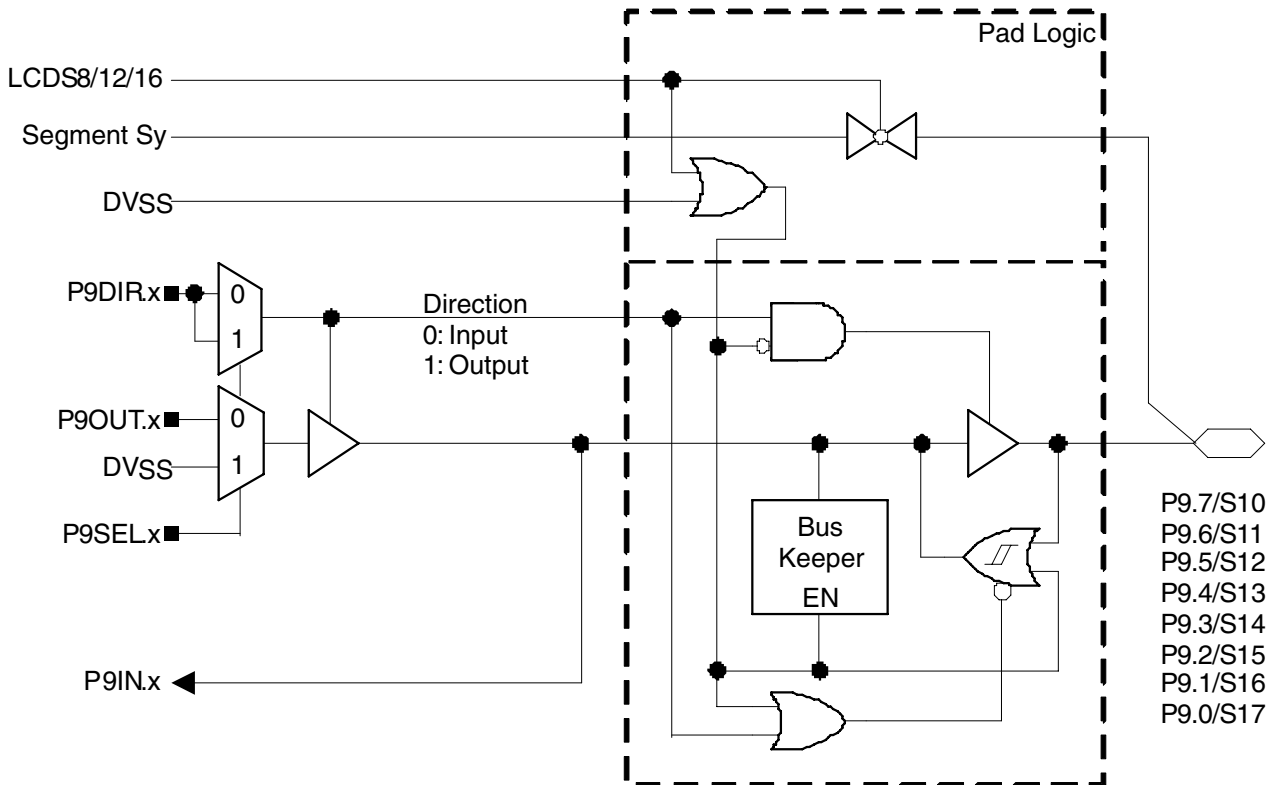 Pad Logic
LCDS8/12/16
Segment Sy
DVSS
P9DIR.x
0
1
Direction
0: Input
1: Output
P9OUT.x
0
DVSS
1
P9SEL.x
Bus
Keeper
EN
P9IN.x
P9.7/S10
P9.6/S11
P9.5/S12
P9.4/S13
P9.3/S14
P9.2/S15
P9.1/S16
P9.0/S17